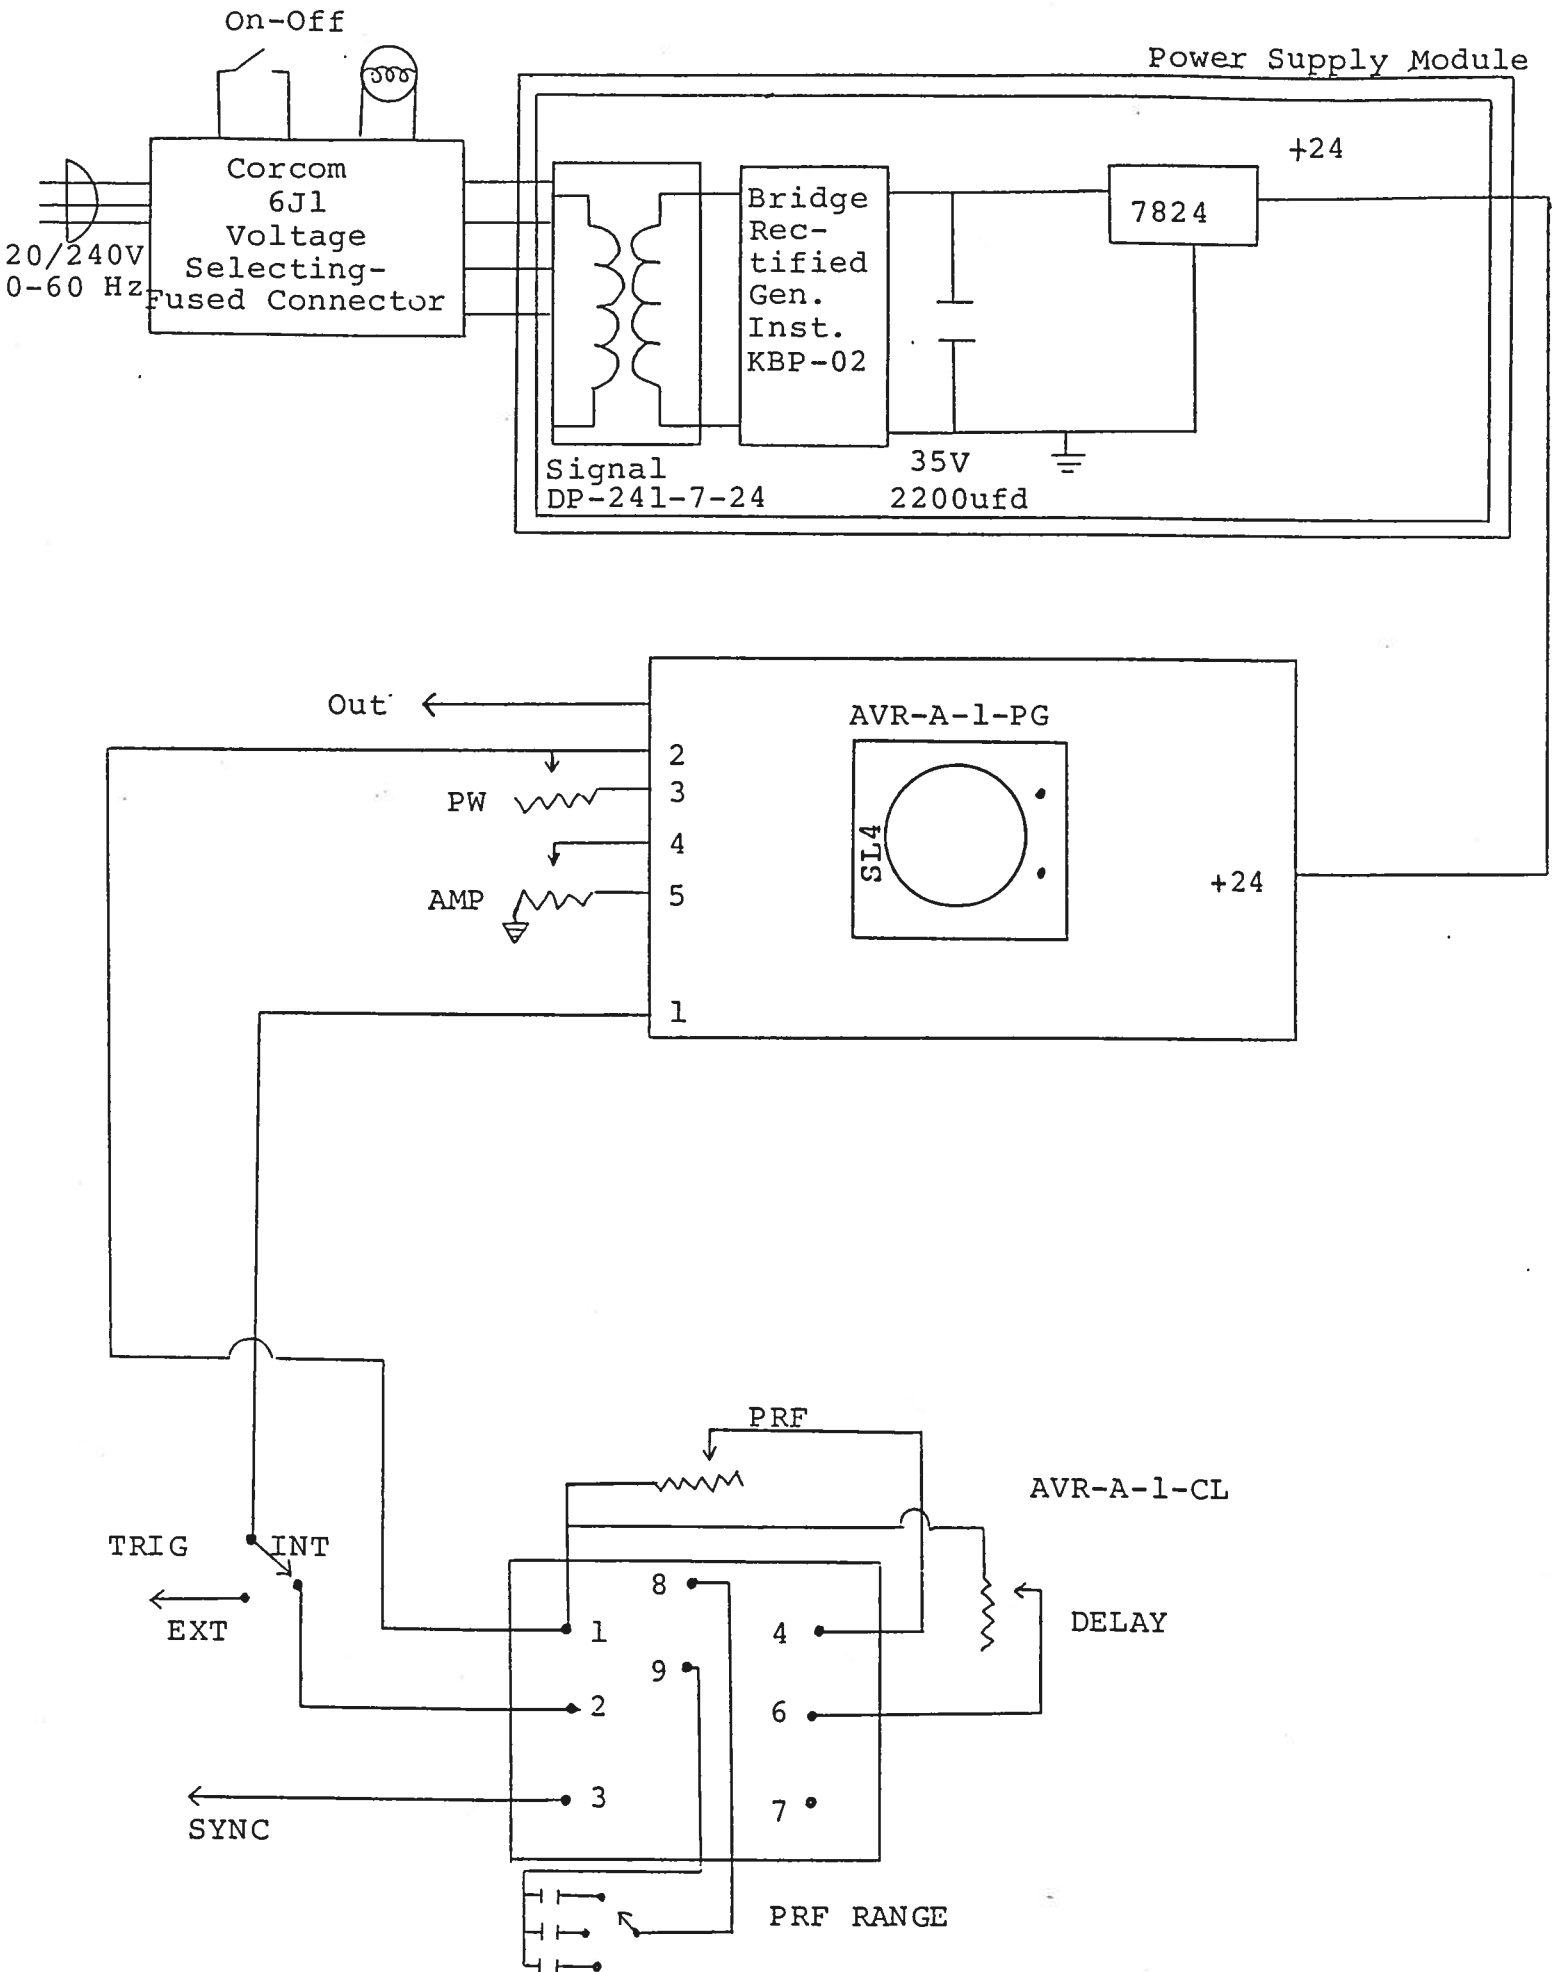 On-Off
Power Supply Module
Corcom
6J1
Voltage
Selecting-
Fused Connector
20/240V
0-60 Hz
Bridge
Rec-
tified
Gen.
Inst.
KBP-02
7824
+24
Signal
DP-241-7-24
35V
2200ufd
Out
AVR-A-1-PG
2
PW
3
4
AMP
5
1
SL4
+24
PRF
AVR-A-1-CL
TRIG
INT
EXT
8
1
4
DELAY
9
2
6
3
7
SYNC
PRF RANGE